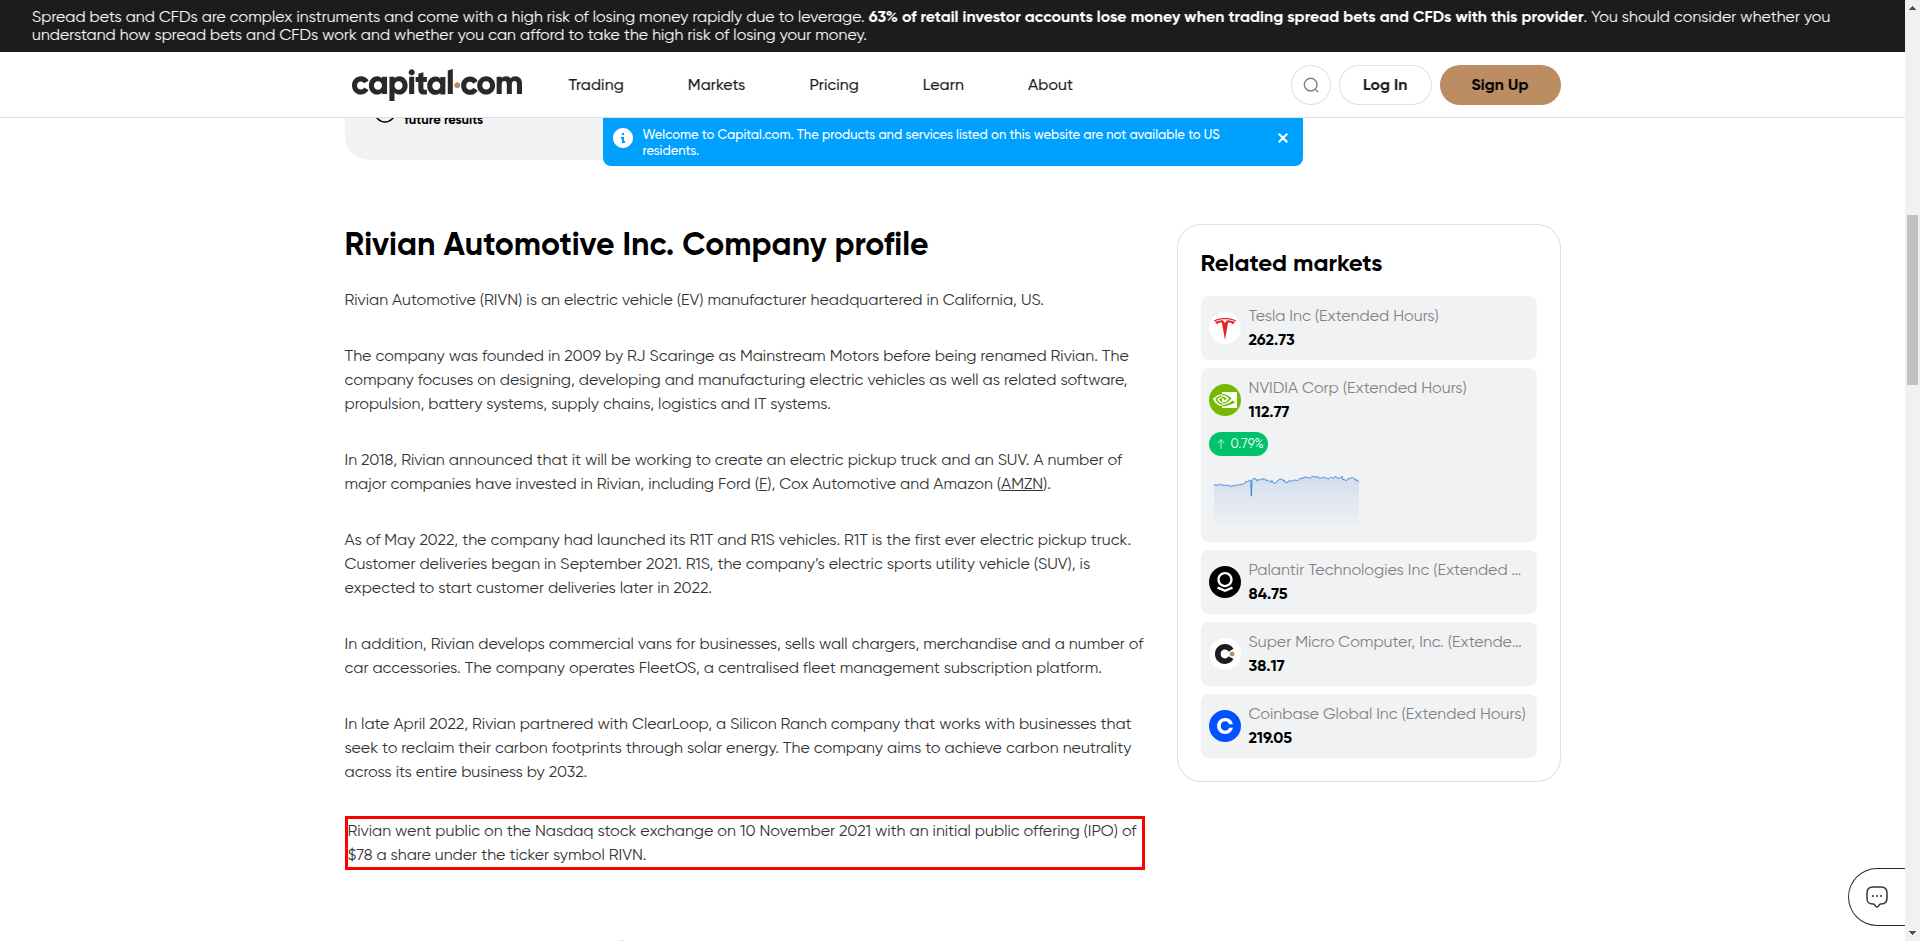 Spread bets and CFDs are complex instruments and come with a high risk of losing money rapidly due to leverage. 63% of retail investor accounts lose money when trading spread bets and CFDs with this provider. You should consider whether you
understand how spread bets and CFDs work and whether you can afford to take the high risk of losing your money.
capital.com
Trading
Markets
Pricing
Learn
About
Log In
Sign Up
future results
Welcome to Capital.com. The products and services listed on this website are not available to US
residents.
Rivian Automotive Inc. Company profile
Rivian Automotive (RIVN) is an electric vehicle (EV) manufacturer headquartered in California, US.
The company was founded in 2009 by RJ Scaringe as Mainstream Motors before being renamed Rivian. The
company focuses on designing, developing and manufacturing electric vehicles as well as related software,
propulsion, battery systems, supply chains, logistics and IT systems.
In 2018, Rivian announced that it will be working to create an electric pickup truck and an SUV. A number of
major companies have invested in Rivian, including Ford (F), Cox Automotive and Amazon (AMZN).
As of May 2022, the company had launched its R1T and R1S vehicles. R1T is the first ever electric pickup truck.
Customer deliveries began in September 2021. R1S, the company’s electric sports utility vehicle (SUV), is
expected to start customer deliveries later in 2022.
In addition, Rivian develops commercial vans for businesses, sells wall chargers, merchandise and a number of
car accessories. The company operates FleetOS, a centralised fleet management subscription platform.
In late April 2022, Rivian partnered with ClearLoop, a Silicon Ranch company that works with businesses that
seek to reclaim their carbon footprints through solar energy. The company aims to achieve carbon neutrality
across its entire business by 2032.
Rivian went public on the Nasdaq stock exchange on 10 November 2021 with an initial public offering (IPO) of
$78 a share under the ticker symbol RIVN.
Related markets
Tesla Inc (Extended Hours)
262.73
NVIDIA Corp (Extended Hours)
112.77
↑ 0.79%
Palantir Technologies Inc (Extended ...
84.75
Super Micro Computer, Inc. (Extende...
38.17
Coinbase Global Inc (Extended Hours)
219.05